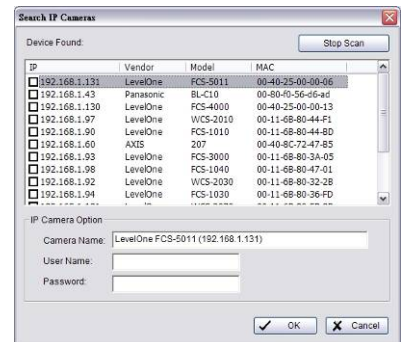 Search IP Cameras
Device Found:
Stop Scan
IP Vendor Model MAC
192.168.1.131 LevelOne FCS-5011 00-40-25-00-00-06
192.168.1.43 Panasonic BL-C10 00-80-f0-56-d6-ad
192.168.1.130 LevelOne FCS-4000 00-40-25-00-00-13
192.168.1.97 LevelOne WCS-2010 00-11-6B-80-44-F1
192.168.1.90 LevelOne FCS-1010 00-11-6B-80-44-BD
192.168.1.60 AXIS 207 00-40-8C-72-47-B5
192.168.1.93 LevelOne FCS-3000 00-11-6B-80-3A-05
192.168.1.98 LevelOne FCS-1040 00-11-6B-80-47-01
192.168.1.92 LevelOne WCS-2030 00-11-6B-80-32-2B
192.168.1.94 LevelOne FCS-1030 00-11-6B-80-36-FD
IP Camera Option
Camera Name: LevelOne FCS-5011 (192.168.1.131)
User Name:
Password:
OK Cancel